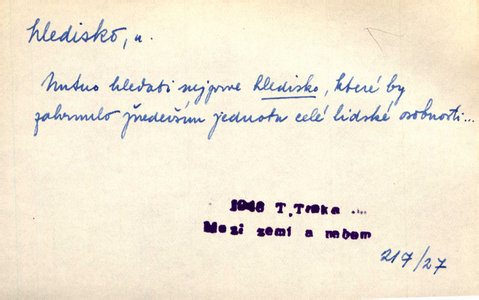 hledisko, n.
Nutno hledati nejprve hledisko, které by
zahrnulo především jednotu celé lidské osobnosti...
1946 T. Trnka ...
Mezi zemí a nebem
217/27